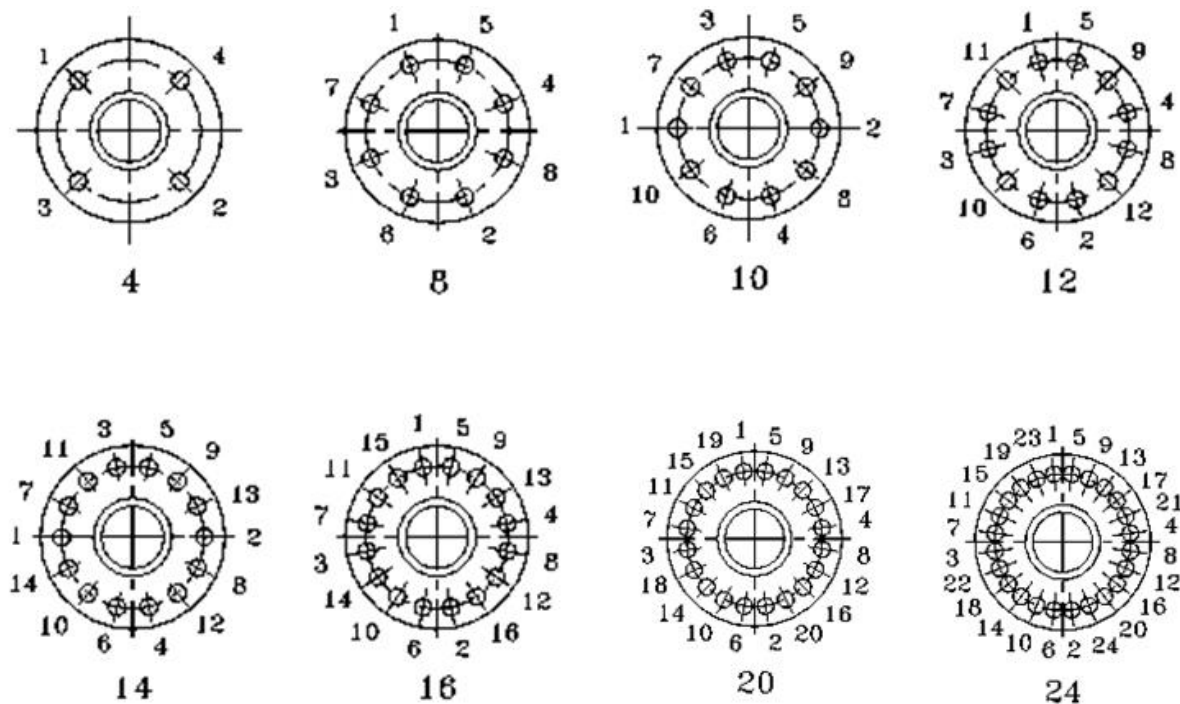 3 5 1 5
1 5 7 9 11 9
1 4 7 4 7 4
1 2 3 8
3 2 3 8 10 8 10 12
6 2 6 4 6 2
4 8 10 12
1 5
3 5 1 5 9 19 1 5 9 19 23 1 5 9 13
11 9 15 13 15 13 15 17
7 13 11 4 11 17 11 21
1 2 7 8 7 4 7 4
14 8 3 12 3 8 3 8
10 12 14 16 18 12 22 12
6 4 10 6 2 14 16 18 16
10 6 2 20 14 10 6 2 24 20
14 16 20 24